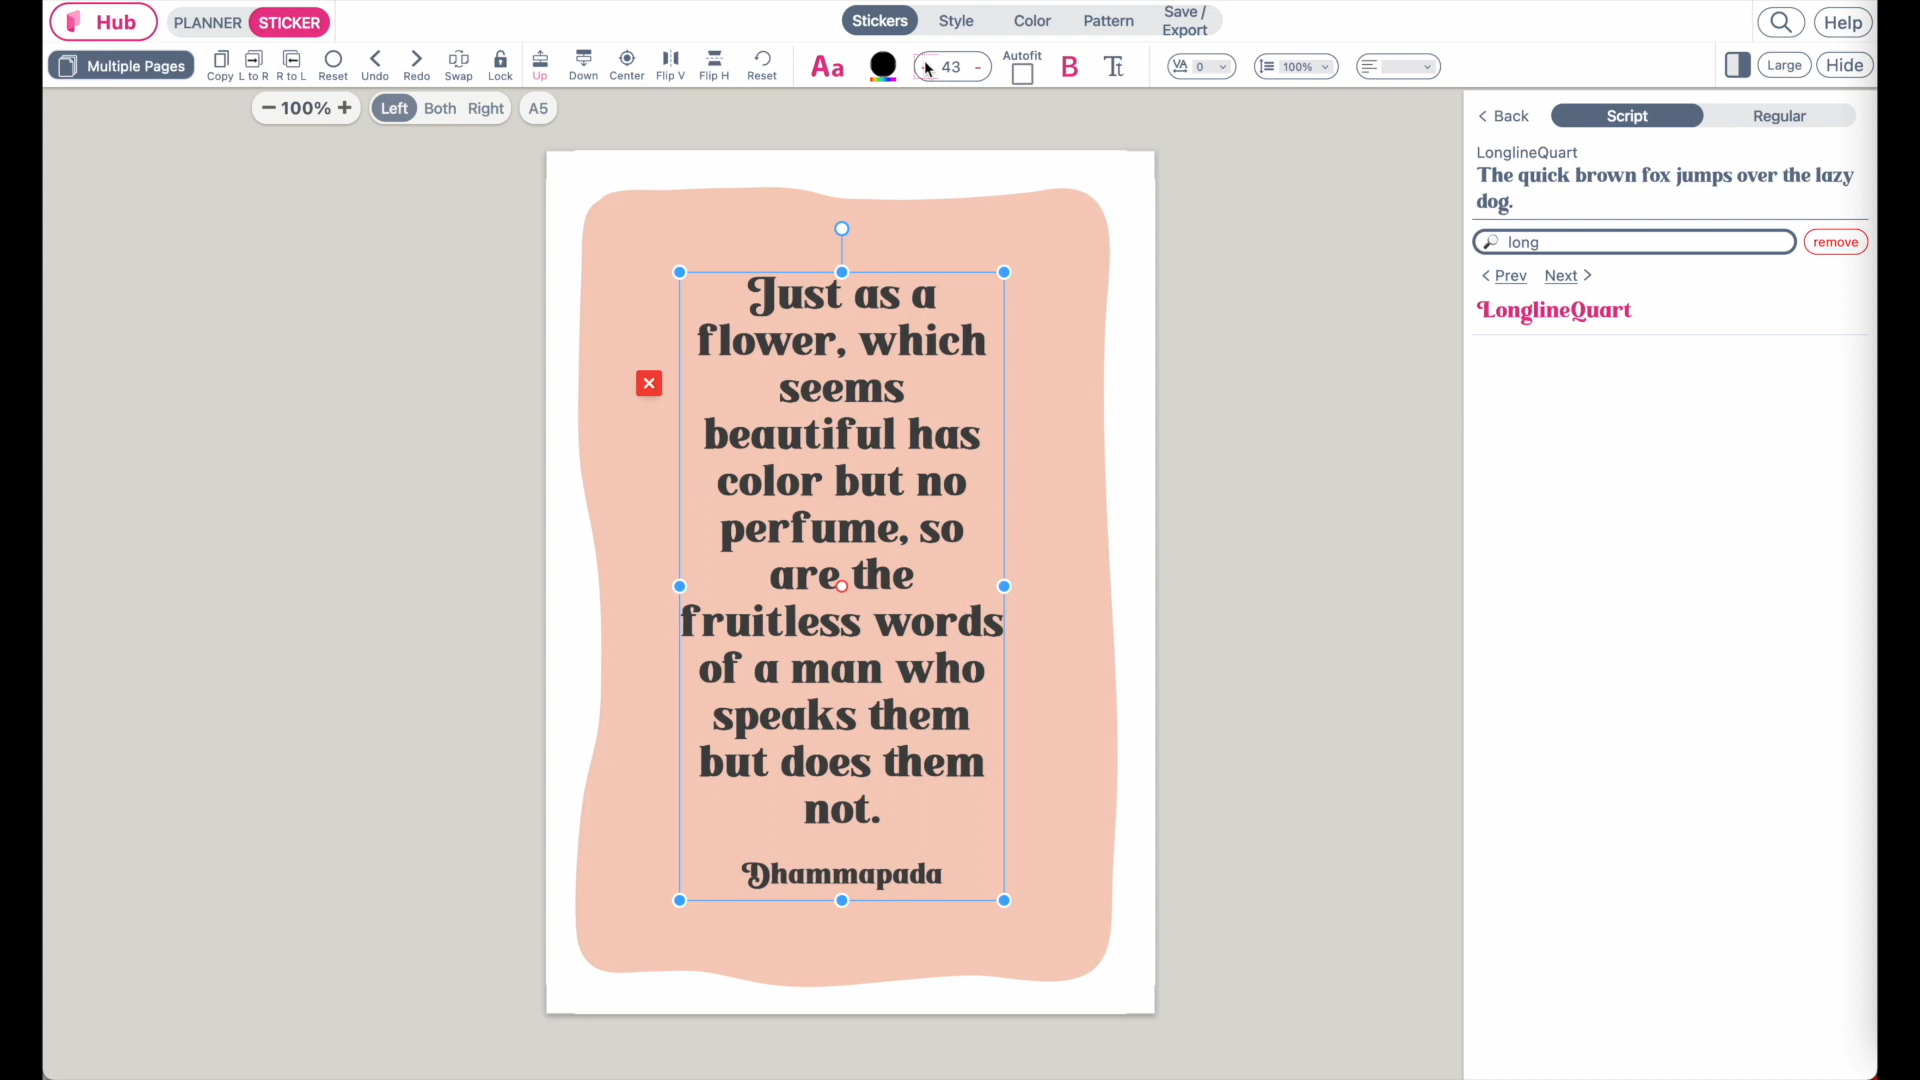 Hub PLANNER STICKER
Stickers Style Color Pattern Save / Export
Help
Multiple Pages
Copy L to R R to L Reset Undo Redo Swap Lock Up Down Center Flip V Flip H Reset
Aa 43 - Autofit B Tt VA 0 100%
Large Hide
− 100% + Left Both Right A5
< Back Script Regular
LonglineQuart
The quick brown fox jumps over the lazy
dog.
long remove
< Prev Next >
LonglineQuart
Just as a
flower, which
seems
beautiful has
color but no
perfume, so
are the
fruitless words
of a man who
speaks them
but does them
not.
Dhammapada